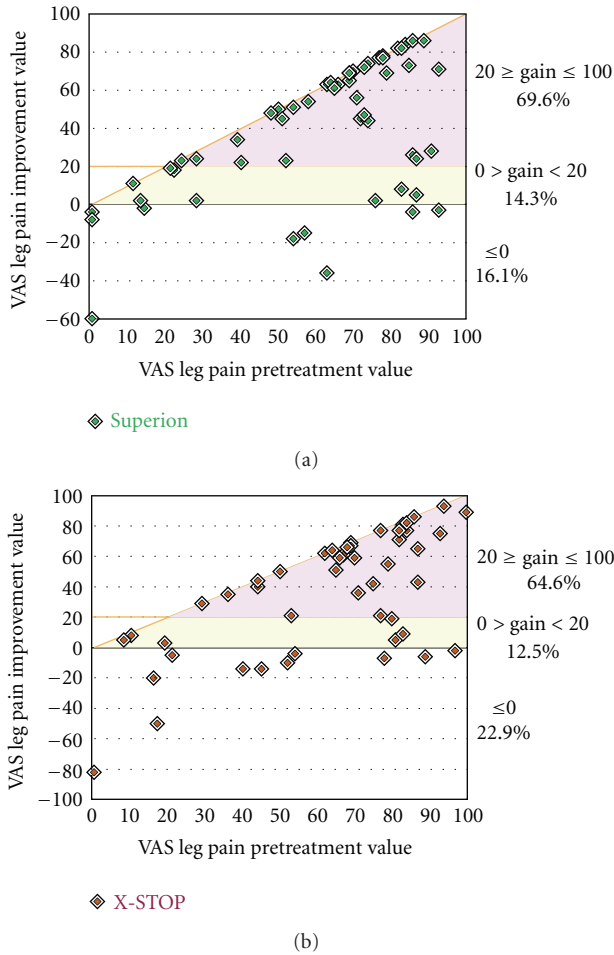 (a)
VAS leg pain improvement value
100
80
60
40
20
0
−20
−40
−60
0 10 20 30 40 50 60 70 80 90 100
VAS leg pain pretreatment value
20 ≥ gain ≤ 100
69.6%
0 > gain < 20
14.3%
≤0
16.1%
Superion
(a)
VAS leg pain improvement value
100
80
60
40
20
0
−20
−40
−60
−80
−100
0 10 20 30 40 50 60 70 80 90 100
VAS leg pain pretreatment value
20 ≥ gain ≤ 100
64.6%
0 > gain < 20
12.5%
≤0
22.9%
X-STOP
(b)